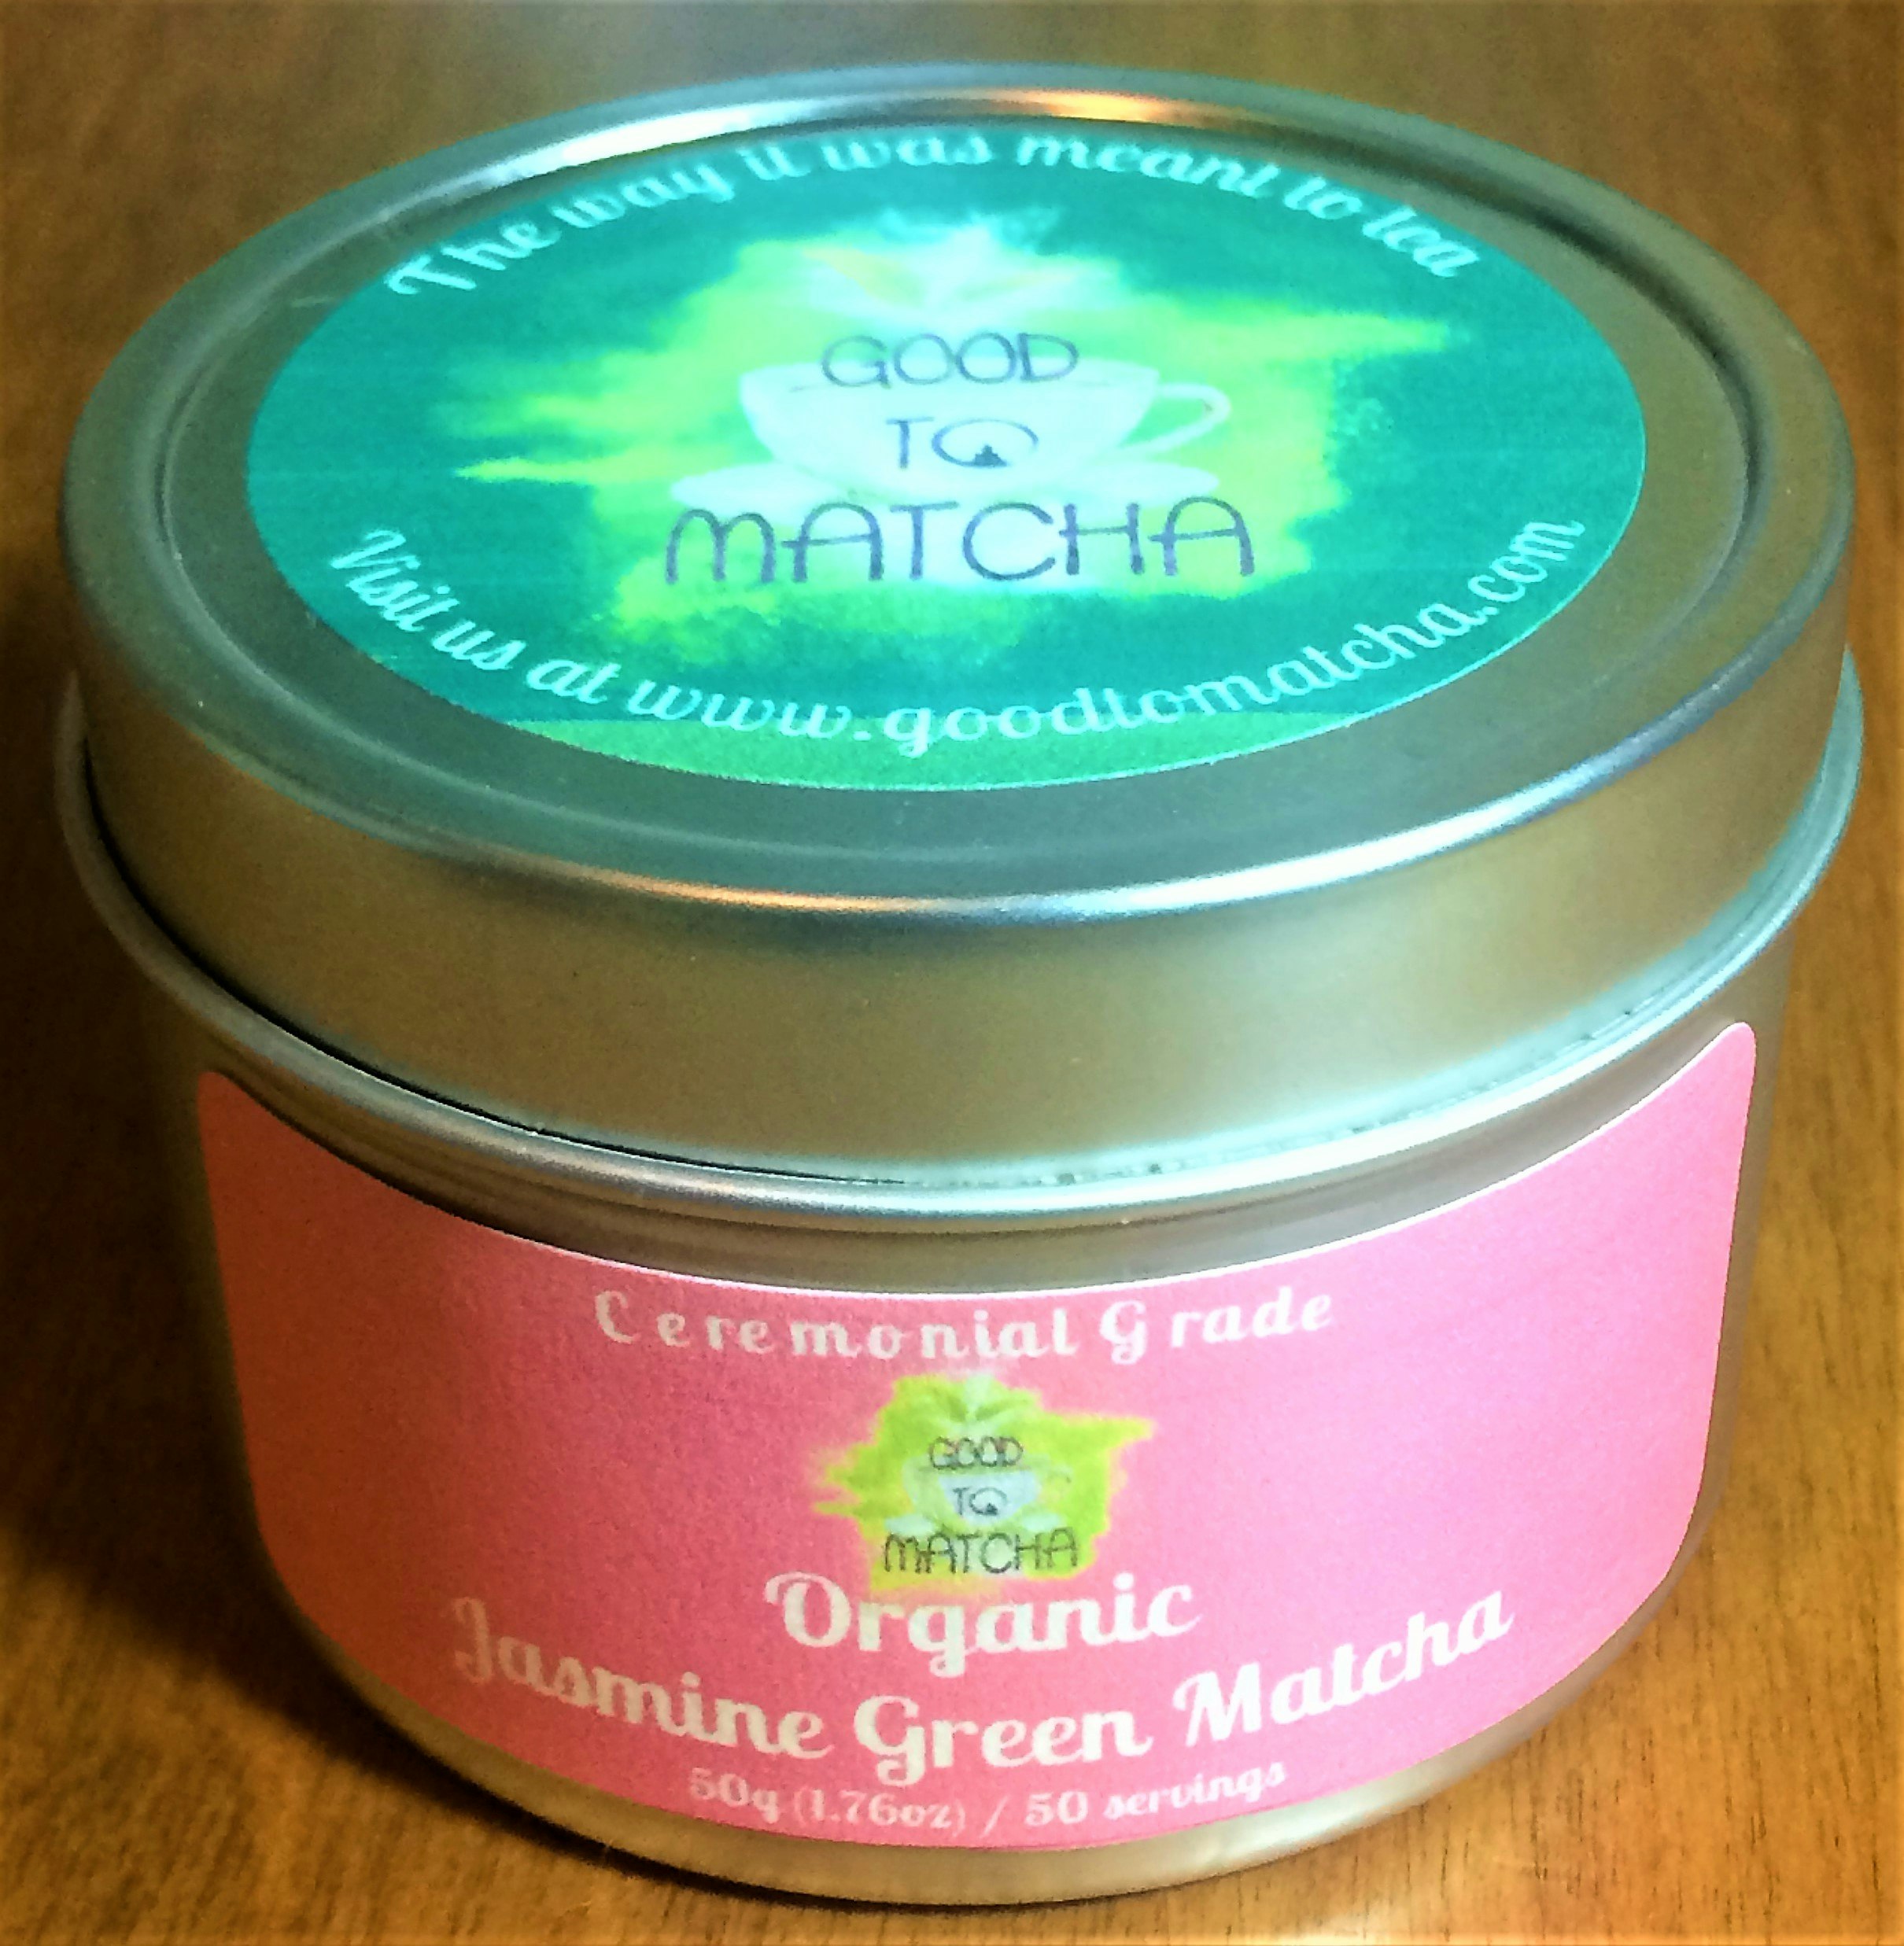 The way it was meant to tea
GOOD
TO
MATCHA
Visit us at www.goodtomatcha.com
Ceremonial Grade
GOOD
TO
MATCHA
Organic
Jasmine Green Matcha
50g (1.76oz) / 50 servings